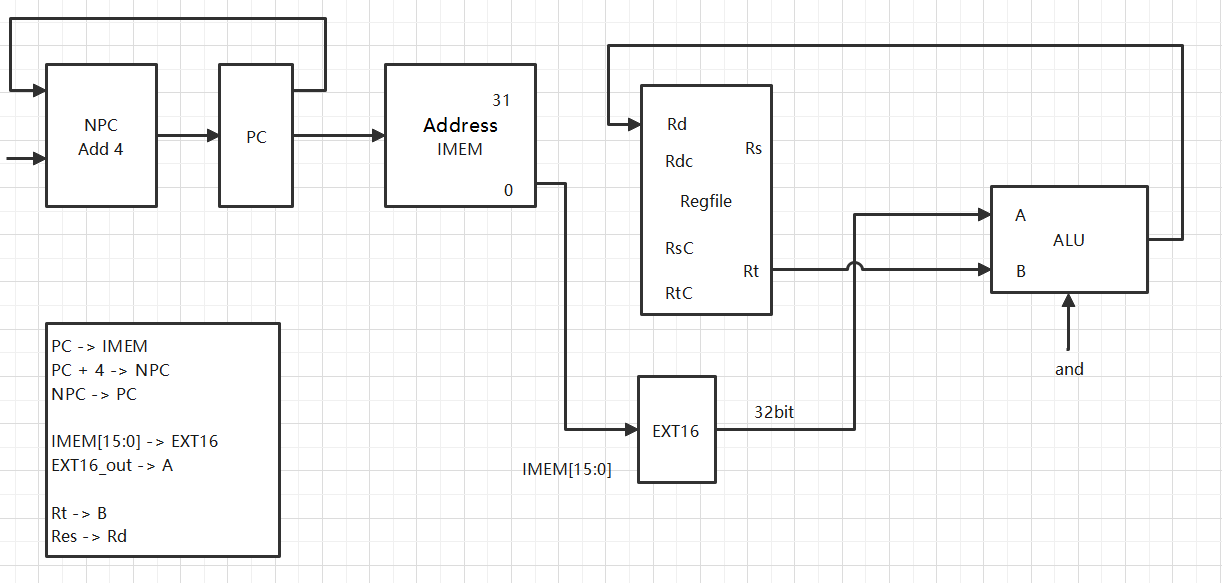 NPC
Add 4
PC
31
Address
IMEM
0
Rd
Rs
Rdc
Regfile
RsC
Rt
RtC
A
ALU
B
and
EXT16
32bit
IMEM[15:0]
PC -> IMEM
PC + 4 -> NPC
NPC -> PC
IMEM[15:0] -> EXT16
EXT16_out -> A
Rt -> B
Res -> Rd